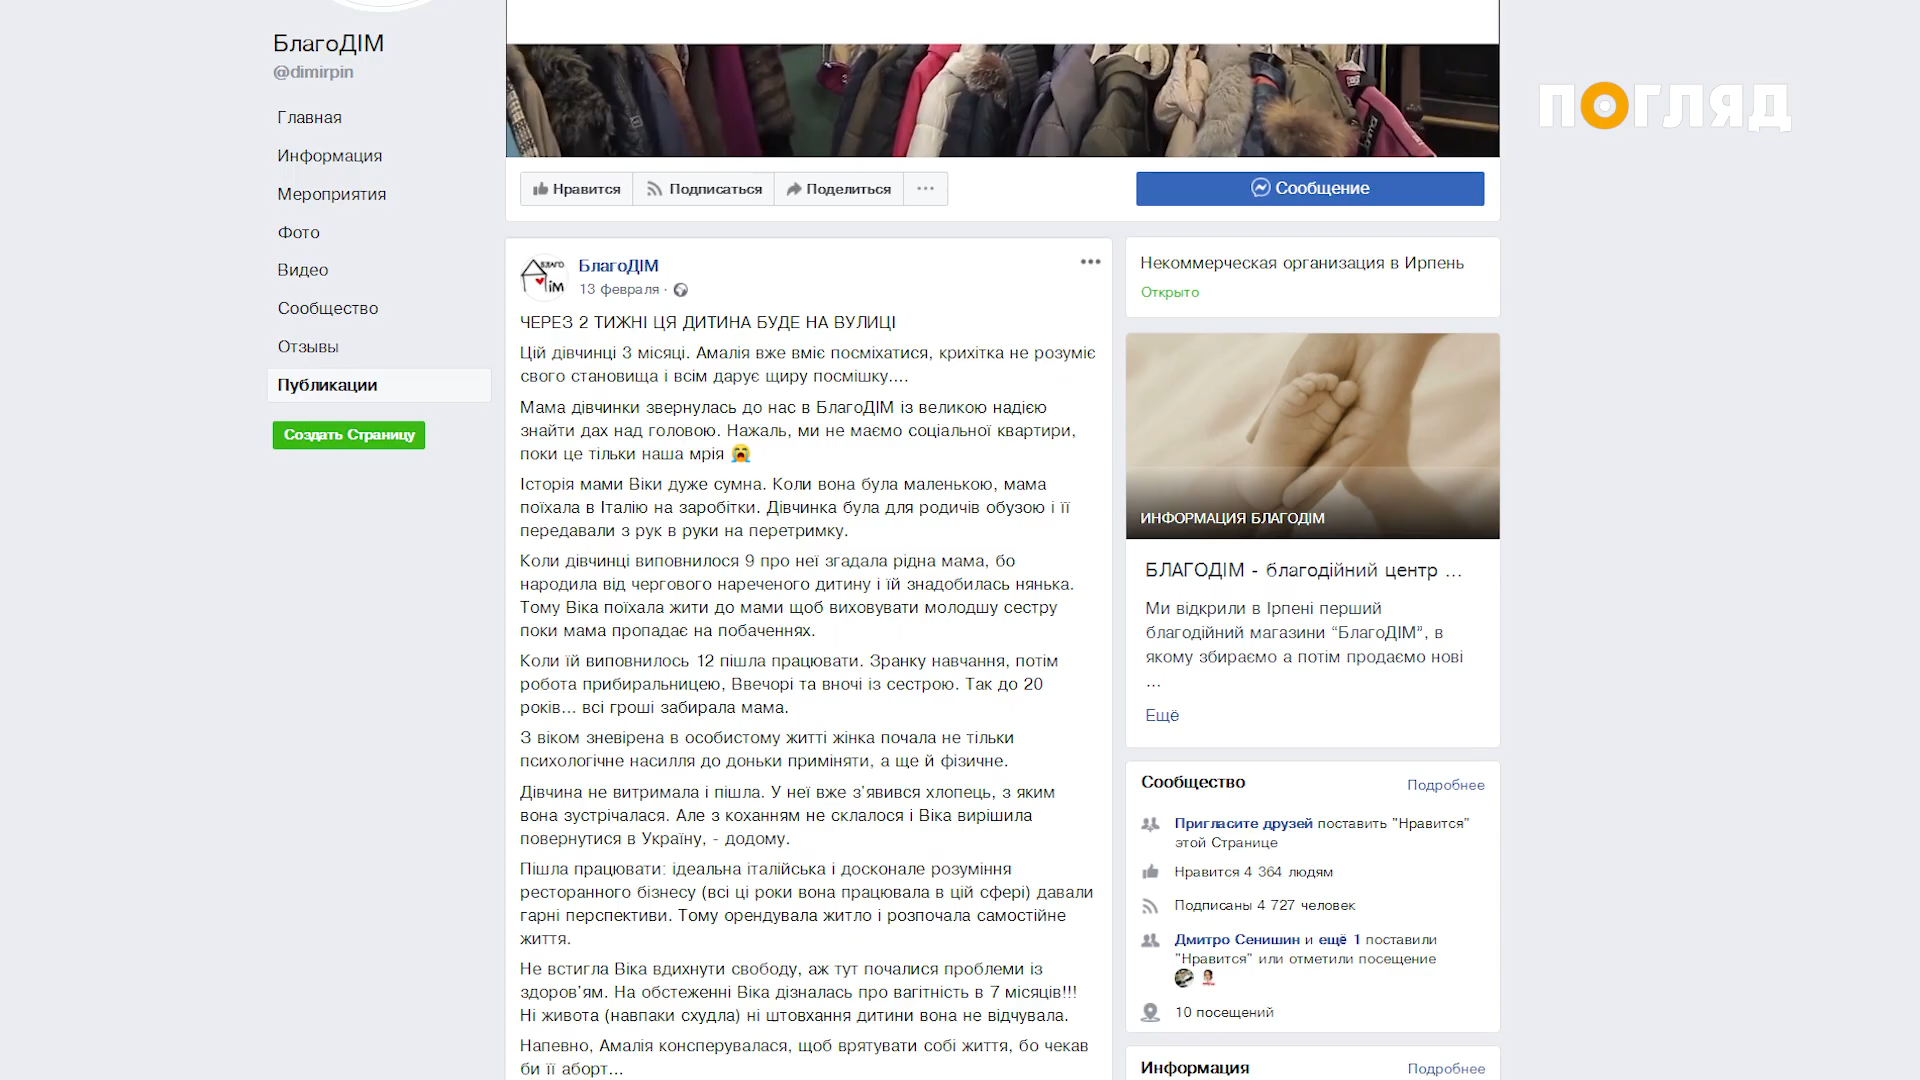 БлагоДІМ
@dimirpin
Главная
Информация
Мероприятия
Фото
Видео
Сообщество
Отзывы
Публикации
Создать Страницу
ПОГЛЯД
Нравится
Подписаться
Поделиться
Сообщение
БЛАГО
ІМ
БлагоДІМ
13 февраля ·
ЧЕРЕЗ 2 ТИЖНІ ЦЯ ДИТИНА БУДЕ НА ВУЛИЦІ
Цій дівчинці 3 місяці. Амалія вже вміє посміхатися, крихітка не розуміє
свого становища і всім дарує щиру посмішку....
Мама дівчинки звернулась до нас в БлагоДІМ із великою надією
знайти дах над головою. Нажаль, ми не маємо соціальної квартири,
поки це тільки наша мрія 😭
Історія мами Віки дуже сумна. Коли вона була маленькою, мама
поїхала в Італію на заробітки. Дівчинка була для родичів обузою і її
передавали з рук в руки на перетримку.
Коли дівчинці виповнилося 9 про неї згадала рідна мама, бо
народила від чергового нареченого дитину і їй знадобилась нянька.
Тому Віка поїхала жити до мами щоб виховувати молодшу сестру
поки мама пропадає на побаченнях.
Коли їй виповнилось 12 пішла працювати. Зранку навчання, потім
робота прибиральницею, Ввечорі та вночі із сестрою. Так до 20
років... всі гроші забирала мама.
З віком зневірена в особистому житті жінка почала не тільки
психологічне насилля до доньки приміняти, а ще й фізичне.
Дівчина не витримала і пішла. У неї вже з'явився хлопець, з яким
вона зустрічалася. Але з коханням не склалося і Віка вирішила
повернутися в Україну, - додому.
Пішла працювати: ідеальна італійська і досконале розуміння
ресторанного бізнесу (всі ці роки вона працювала в цій сфері) давали
гарні перспективи. Тому орендувала житло і розпочала самостійне
життя.
Не встигла Віка вдихнути свободу, аж тут почалися проблеми із
здоров'ям. На обстеженні Віка дізналась про вагітність в 7 місяців!!!
Ні живота (навпаки схудла) ні штовхання дитини вона не відчувала.
Напевно, Амалія консперувалася, щоб врятувати собі життя, бо чекав
би її аборт...
Некоммерческая организация в Ирпень
Открыто
ИНФОРМАЦИЯ БЛАГОДІМ
БЛАГОДІМ - благодійний центр ...
Ми відкрили в Ірпені перший
благодійний магазини “БлагоДІМ”, в
якому збираємо а потім продаємо нові
...
Ещё
Сообщество
Подробнее
Пригласите друзей поставить "Нравится"
этой Странице
Нравится 4 364 людям
Подписаны 4 727 человек
Дмитро Сенишин и ещё 1 поставили
"Нравится" или отметили посещение
10 посещений
Информация
Подробнее